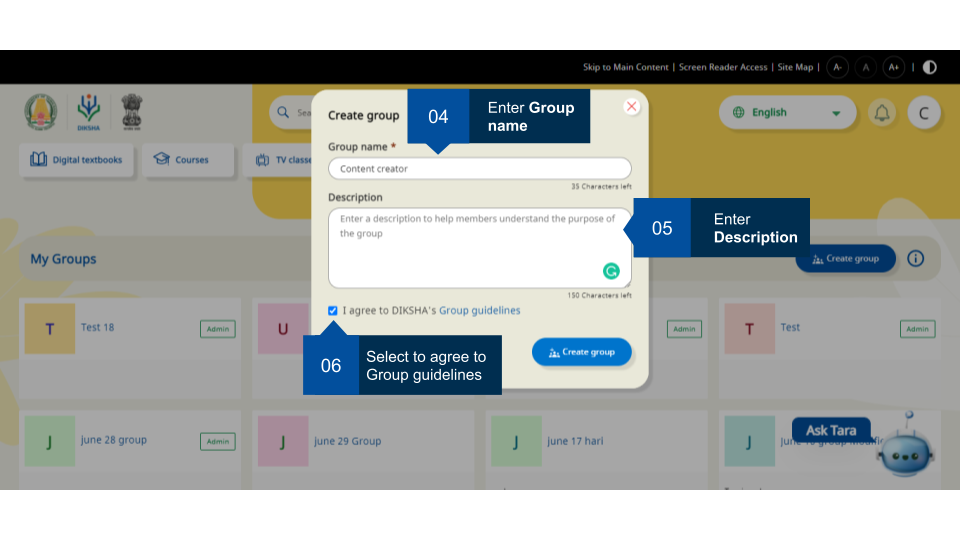 Skip to Main Content | Screen Reader Access | Site Map | A- A A+ |
DIKSHA
Sea
English
C
Digital textbooks
Courses
TV classe
Create group
04
Enter Group
name
Group name *
Content creator
35 Characters left
Description
Enter a description to help members understand the purpose of
the group
150 Characters left
05
Enter
Description
I agree to DIKSHA's Group guidelines
06
Select to agree to
Group guidelines
Create group
My Groups
Create group
T
Test 18
Admin
U
Admin
T
Test
Admin
J
june 28 group
Admin
J
june 29 Group
J
june 17 hari
J
Ask Tara